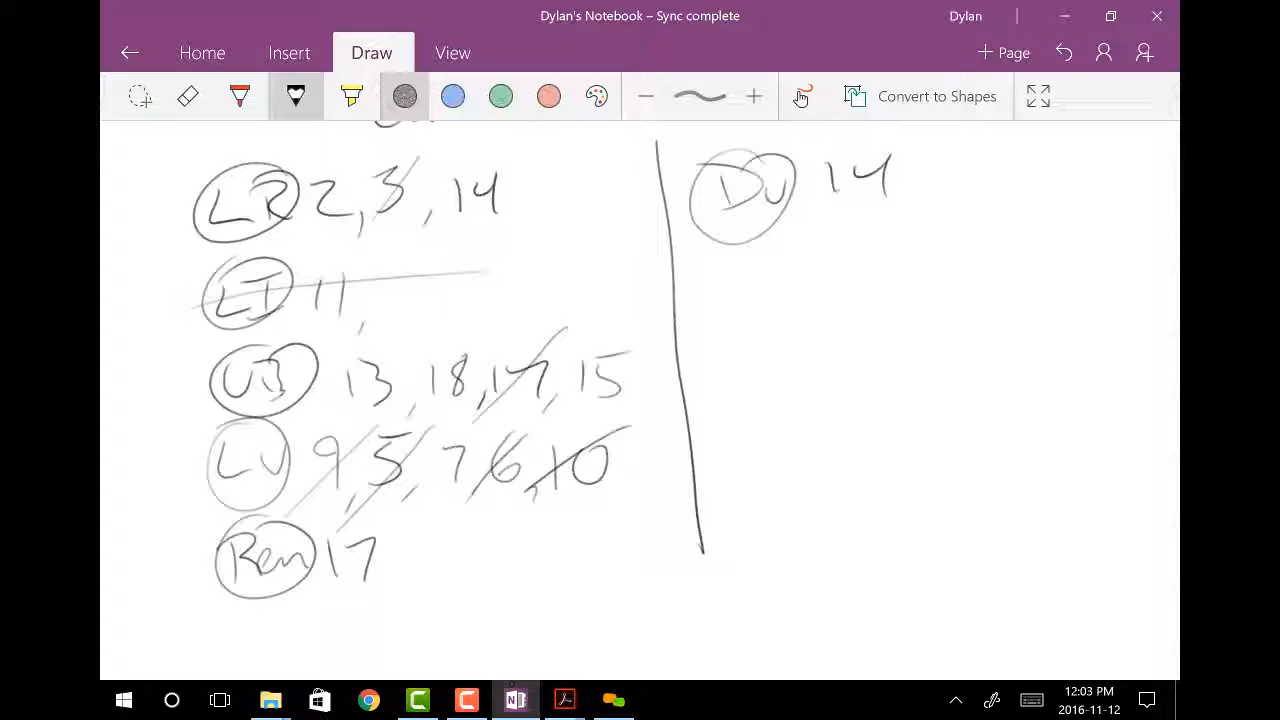 Dylan's Notebook – Sync complete
Dylan
Home Insert Draw View
Page
Convert to Shapes
LR 2, 3, 14
DU 14
LT 11,
UB 13, 18, 17, 15
LU 9, 5, 7, 6, 10
Rem 17
12:03 PM
2016-11-12